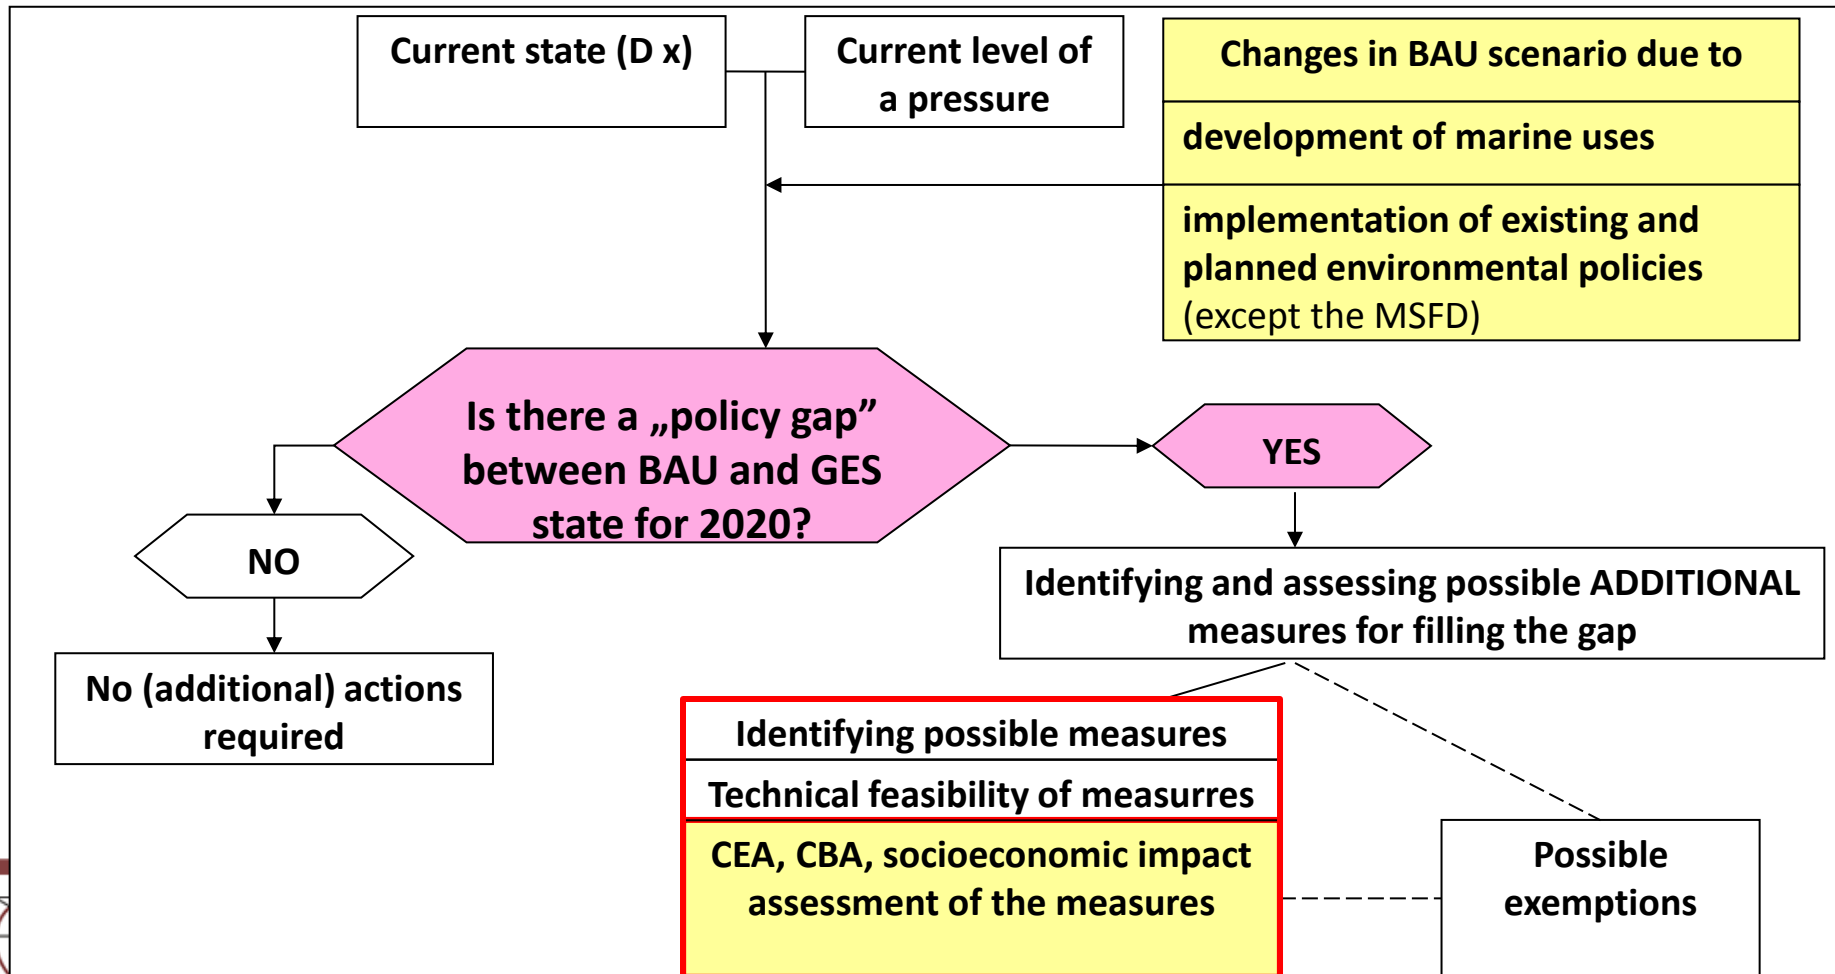 Current state (D x)
Current level of
a pressure
Changes in BAU scenario due to
development of marine uses
implementation of existing and
planned environmental policies
(except the MSFD)
Is there a „policy gap”
between BAU and GES
state for 2020?
YES
NO
Identifying and assessing possible ADDITIONAL
measures for filling the gap
No (additional) actions
required
Identifying possible measures
Technical feasibility of measurres
CEA, CBA, socioeconomic impact
assessment of the measures
Possible
exemptions